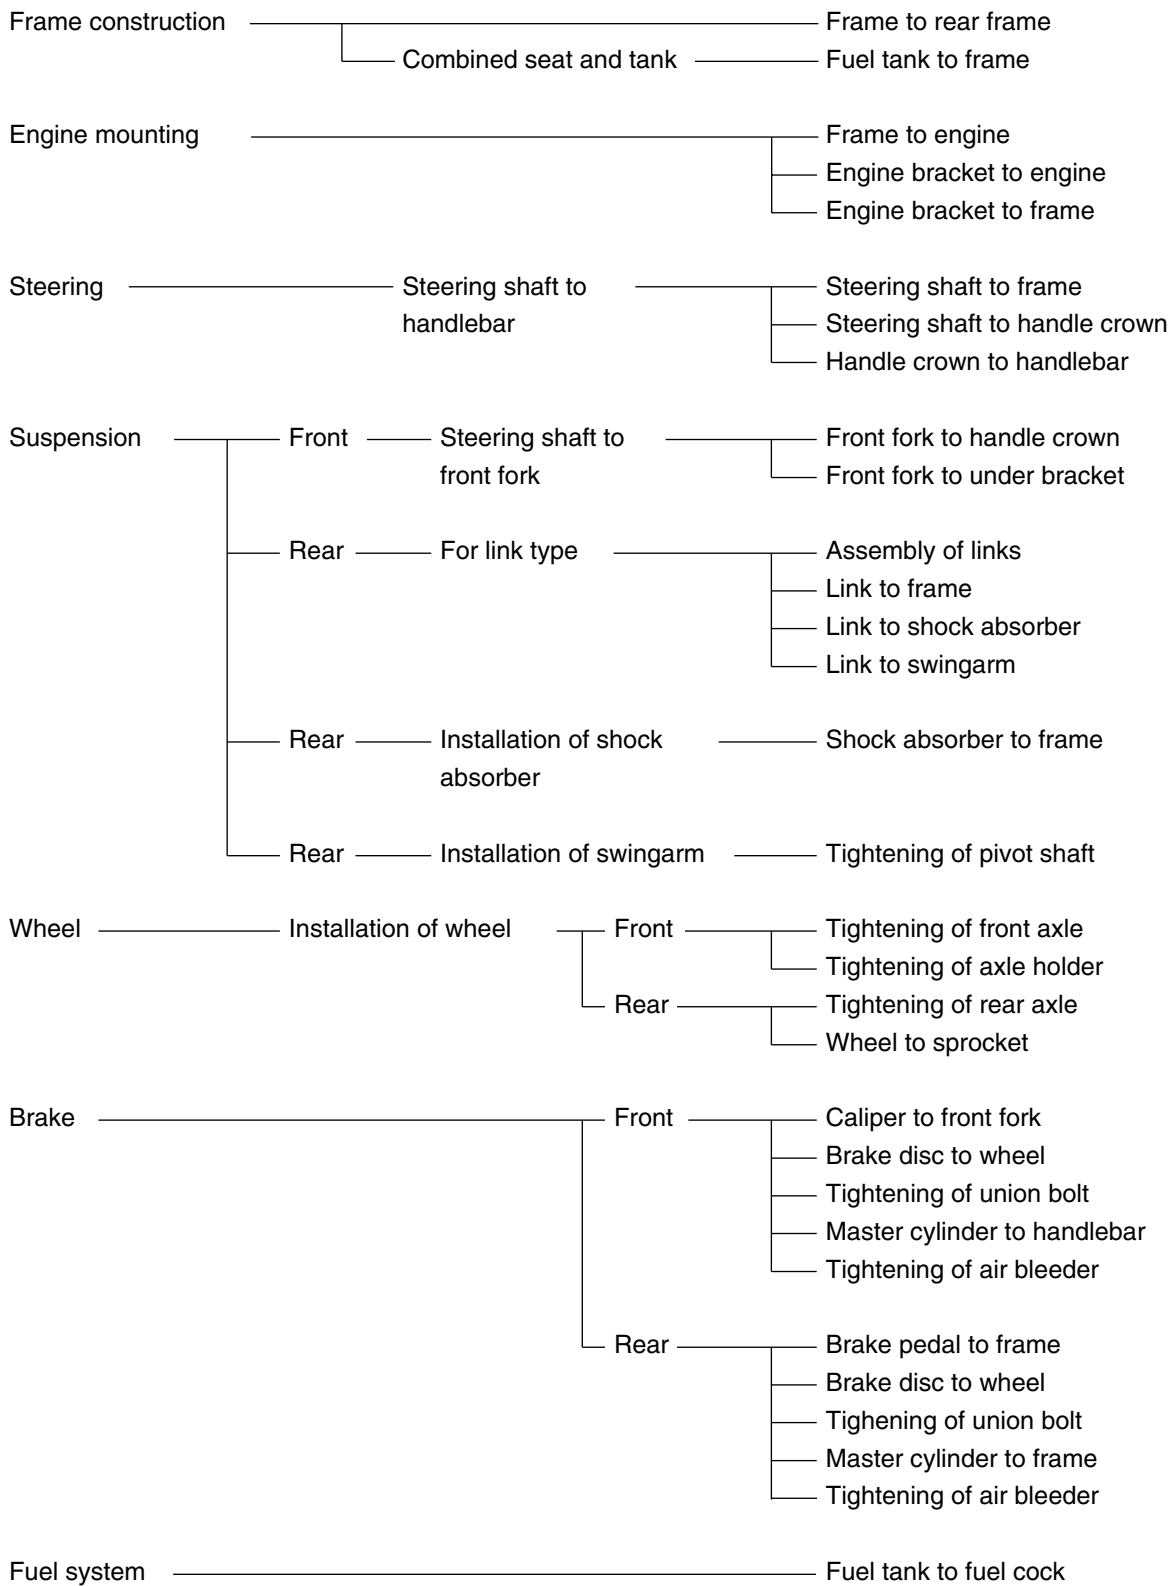 Frame construction Frame to rear frame
Combined seat and tank Fuel tank to frame
Engine mounting Frame to engine
Engine bracket to engine
Engine bracket to frame
Steering Steering shaft to Steering shaft to frame
handlebar Steering shaft to handle crown
Handle crown to handlebar
Suspension Front Steering shaft to Front fork to handle crown
front fork Front fork to under bracket
Rear For link type Assembly of links
Link to frame
Link to shock absorber
Link to swingarm
Rear Installation of shock Shock absorber to frame
absorber
Rear Installation of swingarm Tightening of pivot shaft
Wheel Installation of wheel Front Tightening of front axle
Tightening of axle holder
Rear Tightening of rear axle
Wheel to sprocket
Brake Front Caliper to front fork
Brake disc to wheel
Tightening of union bolt
Master cylinder to handlebar
Tightening of air bleeder
Rear Brake pedal to frame
Brake disc to wheel
Tighening of union bolt
Master cylinder to frame
Tightening of air bleeder
Fuel system Fuel tank to fuel cock